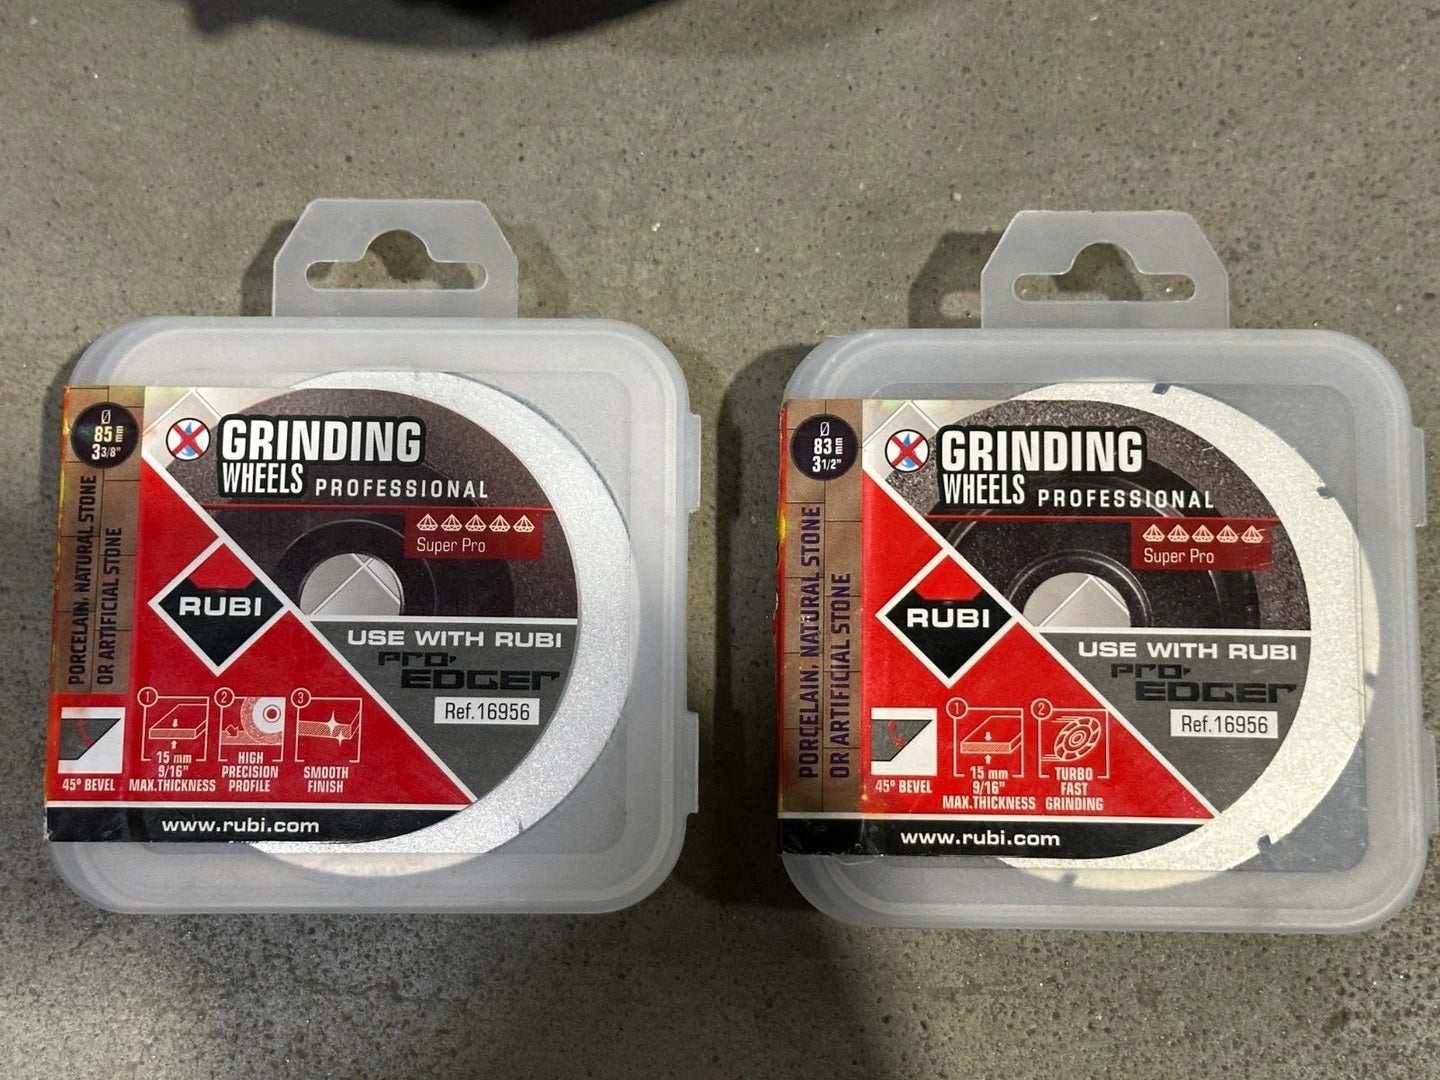 Ø
85 mm
3 3/8"
GRINDING
WHEELS PROFESSIONAL
Super Pro
PORCELAIN, NATURAL STONE
OR ARTIFICIAL STONE
RUBI
USE WITH RUBI
PRO-
EDGER
Ref.16956
1
2
3
45º BEVEL
15 mm
9/16"
MAX.THICKNESS
HIGH
PRECISION
PROFILE
SMOOTH
FINISH
www.rubi.com
Ø
83 mm
3 1/2"
GRINDING
WHEELS PROFESSIONAL
Super Pro
PORCELAIN, NATURAL STONE
OR ARTIFICIAL STONE
RUBI
USE WITH RUBI
PRO-
EDGER
Ref.16956
1
2
45º BEVEL
15 mm
9/16"
MAX.THICKNESS
TURBO
FAST
GRINDING
www.rubi.com